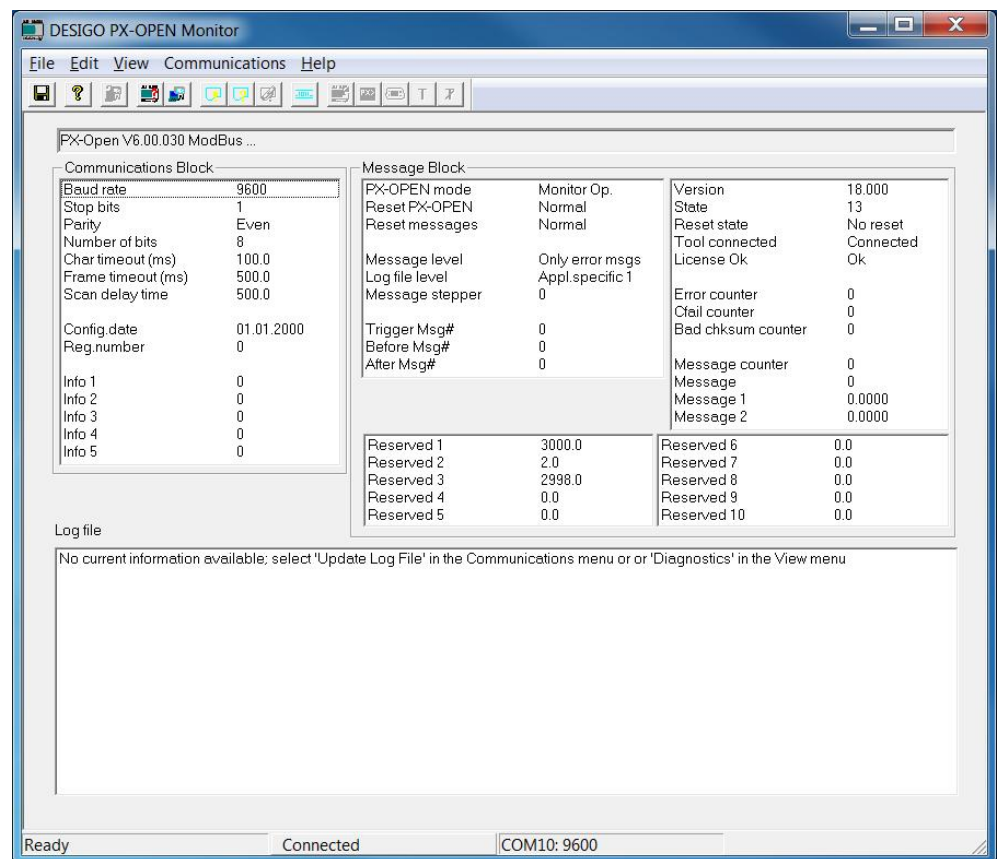 DESIGO PX-OPEN Monitor
File Edit View Communications Help
PX-Open V6.00.030 ModBus ...
Communications Block
Baud rate 9600
Stop bits 1
Parity Even
Number of bits 8
Char timeout (ms) 100.0
Frame timeout (ms) 500.0
Scan delay time 500.0
Config.date 01.01.2000
Reg.number 0
Info 1 0
Info 2 0
Info 3 0
Info 4 0
Info 5 0
Message Block
PX-OPEN mode Monitor Op.
Reset PX-OPEN Normal
Reset messages Normal
Message level Only error msgs
Log file level Appl.specific 1
Message stepper 0
Trigger Msg# 0
Before Msg# 0
After Msg# 0
Version 18.000
State 13
Reset state No reset
Tool connected Connected
License Ok Ok
Error counter 0
Cfail counter 0
Bad chksum counter 0
Message counter 0
Message 0
Message 1 0.0000
Message 2 0.0000
Reserved 1 3000.0
Reserved 2 2.0
Reserved 3 2998.0
Reserved 4 0.0
Reserved 5 0.0
Reserved 6 0.0
Reserved 7 0.0
Reserved 8 0.0
Reserved 9 0.0
Reserved 10 0.0
Log file
No current information available; select 'Update Log File' in the Communications menu or or 'Diagnostics' in the View menu
Ready Connected COM10: 9600